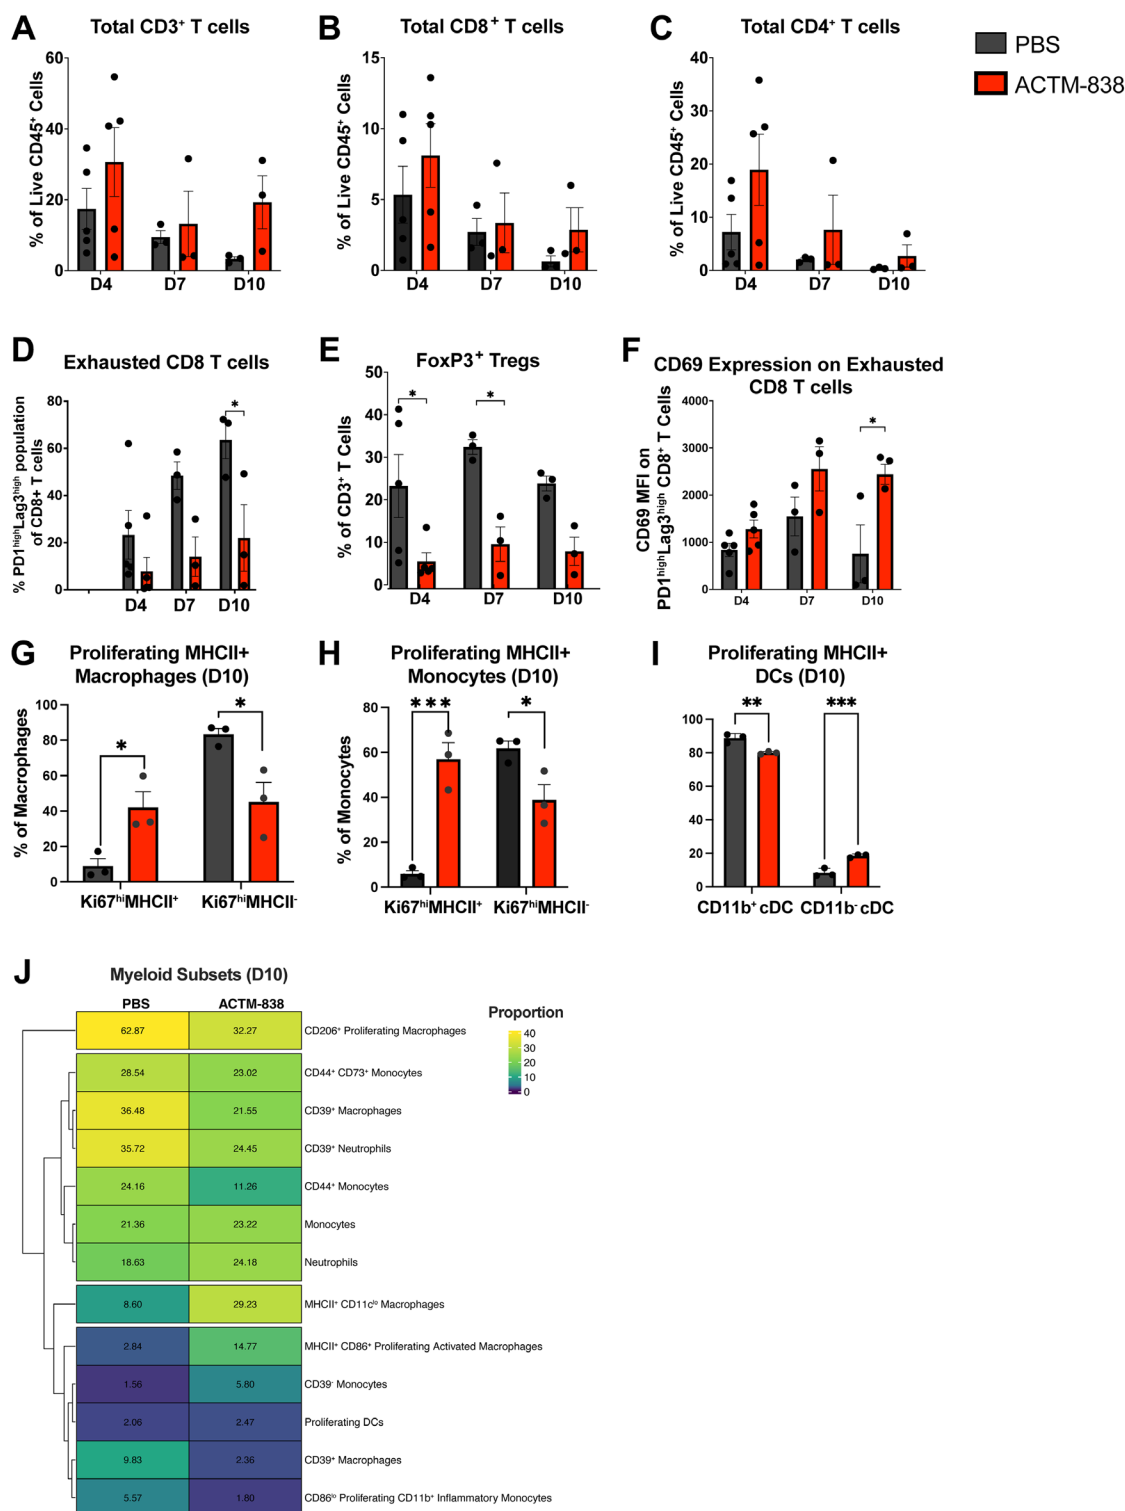 A Total CD3⁺ T cells
% of Live CD45⁺ Cells
60
40
20
0
D4 D7 D10
B Total CD8⁺ T cells
% of Live CD45⁺ Cells
15
10
5
0
D4 D7 D10
C Total CD4⁺ T cells
% of Live CD45⁺ Cells
40
30
20
10
0
D4 D7 D10
PBS
ACTM-838
D Exhausted CD8 T cells
% PD1ʰⁱᵍʰLag3ʰⁱᵍʰ population
of CD8+ T cells
80
60
40
20
0
D4 D7 D10
*
E FoxP3⁺ Tregs
% of CD3⁺ T Cells
50
40
30
20
10
0
D4 D7 D10
* *
F CD69 Expression on Exhausted
CD8 T cells
CD69 MFI on
PD1ʰⁱᵍʰLag3ʰⁱᵍʰ CD8⁺ T Cells
4000
3000
2000
1000
0
D4 D7 D10
*
G Proliferating MHCII+
Macrophages (D10)
% of Macrophages
100
80
60
40
20
0
* *
Ki67ʰⁱMHCII⁺ Ki67ʰⁱMHCII⁻
H Proliferating MHCII+
Monocytes (D10)
% of Monocytes
80
60
40
20
0
*** *
Ki67ʰⁱMHCII⁺ Ki67ʰⁱMHCII⁻
I Proliferating MHCII+
DCs (D10)
100
80
60
40
20
0
** ***
CD11b⁺ cDC CD11b⁻ cDC
J Myeloid Subsets (D10)
PBS ACTM-838
62.87 32.27 CD206⁺ Proliferating Macrophages
28.54 23.02 CD44⁺ CD73⁺ Monocytes
36.48 21.55 CD39⁺ Macrophages
35.72 24.45 CD39⁺ Neutrophils
24.16 11.26 CD44⁺ Monocytes
21.36 23.22 Monocytes
18.63 24.18 Neutrophils
8.60 29.23 MHCII⁺ CD11cˡᵒ Macrophages
2.84 14.77 MHCII⁺ CD86⁺ Proliferating Activated Macrophages
1.56 5.80 CD39⁻ Monocytes
2.06 2.47 Proliferating DCs
9.83 2.36 CD39⁺ Macrophages
5.57 1.80 CD86ˡᵒ Proliferating CD11b⁺ Inflammatory Monocytes
Proportion
40
30
20
10
0